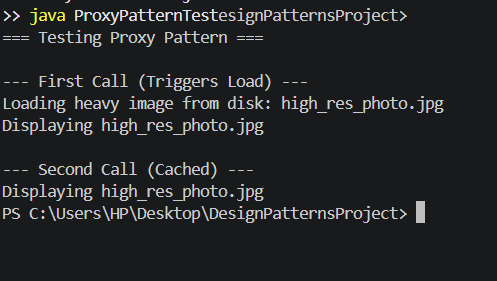 >> java ProxyPatternTestesignPatternsProject>
=== Testing Proxy Pattern ===
--- First Call (Triggers Load) ---
Loading heavy image from disk: high_res_photo.jpg
Displaying high_res_photo.jpg
--- Second Call (Cached) ---
Displaying high_res_photo.jpg
PS C:\Users\HP\Desktop\DesignPatternsProject>